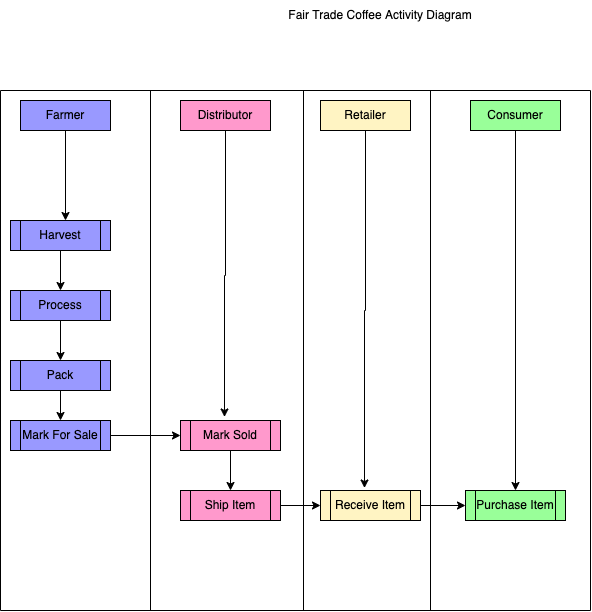 Fair Trade Coffee Activity Diagram
Farmer
Distributor
Retailer
Consumer
Harvest
Process
Pack
Mark For Sale
Mark Sold
Ship Item
Receive Item
Purchase Item